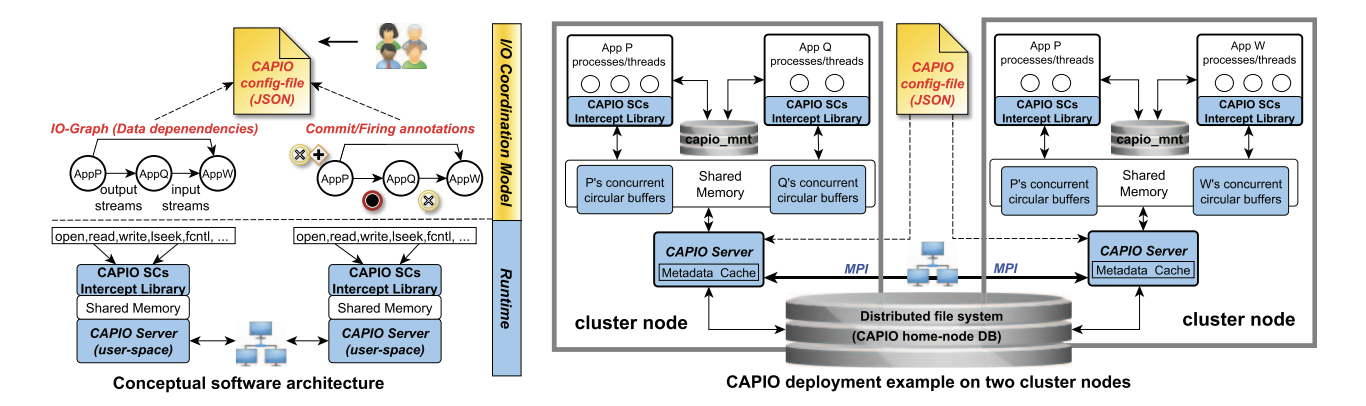 CAPIO
config-file
(JSON)
IO-Graph (Data depenendencies)
Commit/Firing annotations
AppP
AppQ
AppW
output
streams
input
streams
AppP
AppQ
AppW
I/O Coordination Model
open,read,write,lseek,fcntl, ...
open,read,write,lseek,fcntl, ...
CAPIO SCs
Intercept Library
Shared Memory
CAPIO Server
(user-space)
CAPIO SCs
Intercept Library
Shared Memory
CAPIO Server
(user-space)
Runtime
Conceptual software architecture
App P
processes/threads
CAPIO SCs
Intercept Library
App Q
processes/threads
CAPIO SCs
Intercept Library
capio_mnt
P's concurrent
circular buffers
Shared
Memory
Q's concurrent
circular buffers
CAPIO Server
Metadata Cache
cluster node
CAPIO
config-file
(JSON)
MPI
MPI
App P
processes/threads
CAPIO SCs
Intercept Library
App W
processes/threads
CAPIO SCs
Intercept Library
capio_mnt
P's concurrent
circular buffers
Shared
Memory
W's concurrent
circular buffers
CAPIO Server
Metadata Cache
cluster node
Distributed file system
(CAPIO home-node DB)
CAPIO deployment example on two cluster nodes